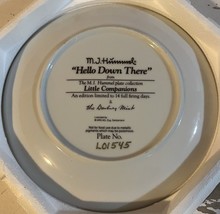 M.J. Hummel
"Hello Down There"
from
The M.J. Hummel plate collection
Little Companions
An edition limited to 14 full firing days
The Danbury Mint
Plate No.
L01545